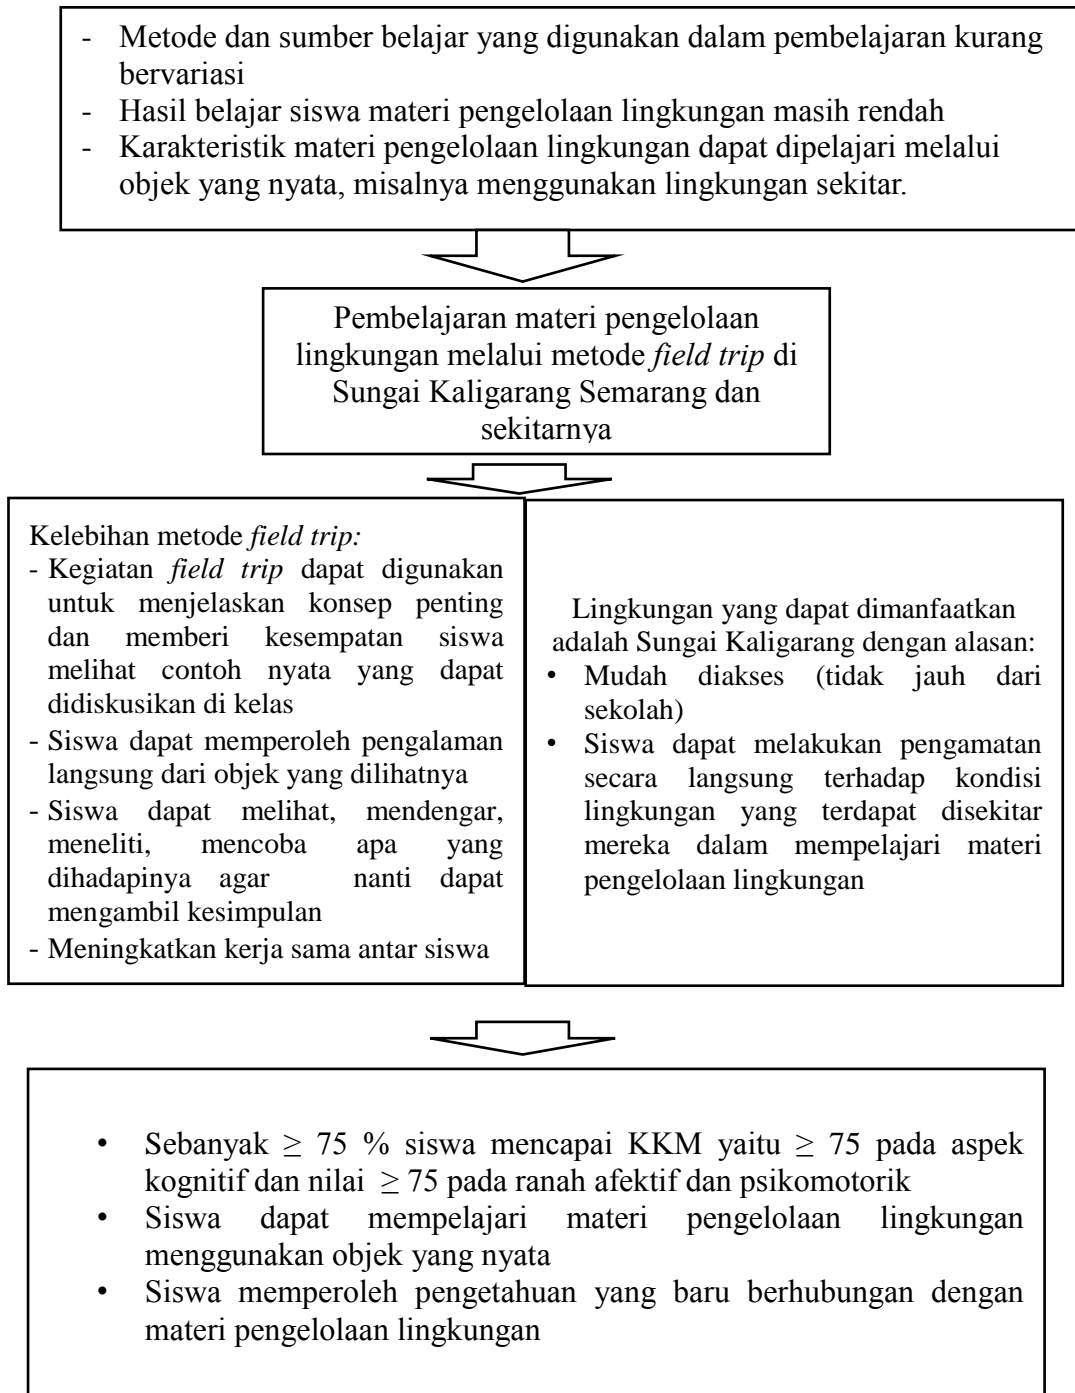 - Metode dan sumber belajar yang digunakan dalam pembelajaran kurang
bervariasi
- Hasil belajar siswa materi pengelolaan lingkungan masih rendah
- Karakteristik materi pengelolaan lingkungan dapat dipelajari melalui
objek yang nyata, misalnya menggunakan lingkungan sekitar.
Pembelajaran materi pengelolaan
lingkungan melalui metode field trip di
Sungai Kaligarang Semarang dan
sekitarnya
Kelebihan metode field trip:
- Kegiatan field trip dapat digunakan
untuk menjelaskan konsep penting
dan memberi kesempatan siswa
melihat contoh nyata yang dapat
didiskusikan di kelas
- Siswa dapat memperoleh pengalaman
langsung dari objek yang dilihatnya
- Siswa dapat melihat, mendengar,
meneliti, mencoba apa yang
dihadapinya agar nanti dapat
mengambil kesimpulan
- Meningkatkan kerja sama antar siswa
Lingkungan yang dapat dimanfaatkan
adalah Sungai Kaligarang dengan alasan:
• Mudah diakses (tidak jauh dari
sekolah)
• Siswa dapat melakukan pengamatan
secara langsung terhadap kondisi
lingkungan yang terdapat disekitar
mereka dalam mempelajari materi
pengelolaan lingkungan
• Sebanyak ≥ 75 % siswa mencapai KKM yaitu ≥ 75 pada aspek
kognitif dan nilai ≥ 75 pada ranah afektif dan psikomotorik
• Siswa dapat mempelajari materi pengelolaan lingkungan
menggunakan objek yang nyata
• Siswa memperoleh pengetahuan yang baru berhubungan dengan
materi pengelolaan lingkungan